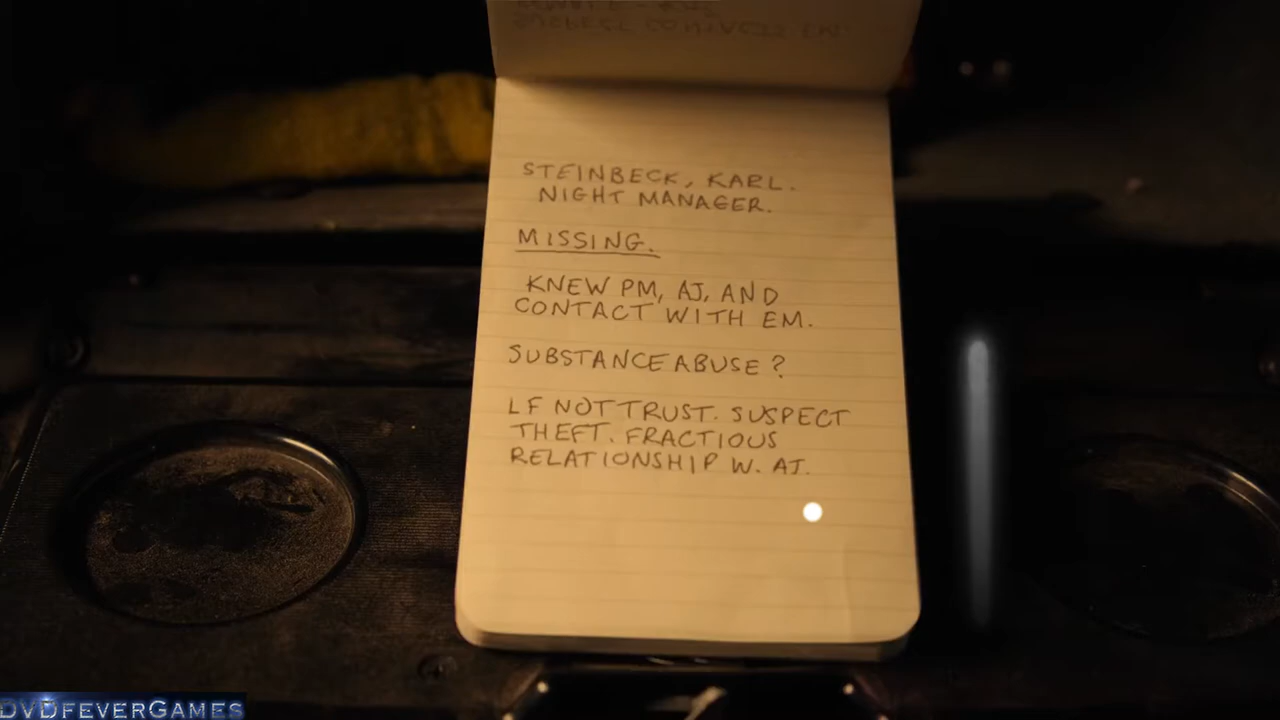 STEINBECK, KARL.
NIGHT MANAGER.
MISSING.
KNEW PM, AJ, AND
CONTACT WITH EM.
SUBSTANCE ABUSE?
LF NOT TRUST. SUSPECT
THEFT. FRACTIOUS
RELATIONSHIP W. AJ.
DVDFEVERGAMES